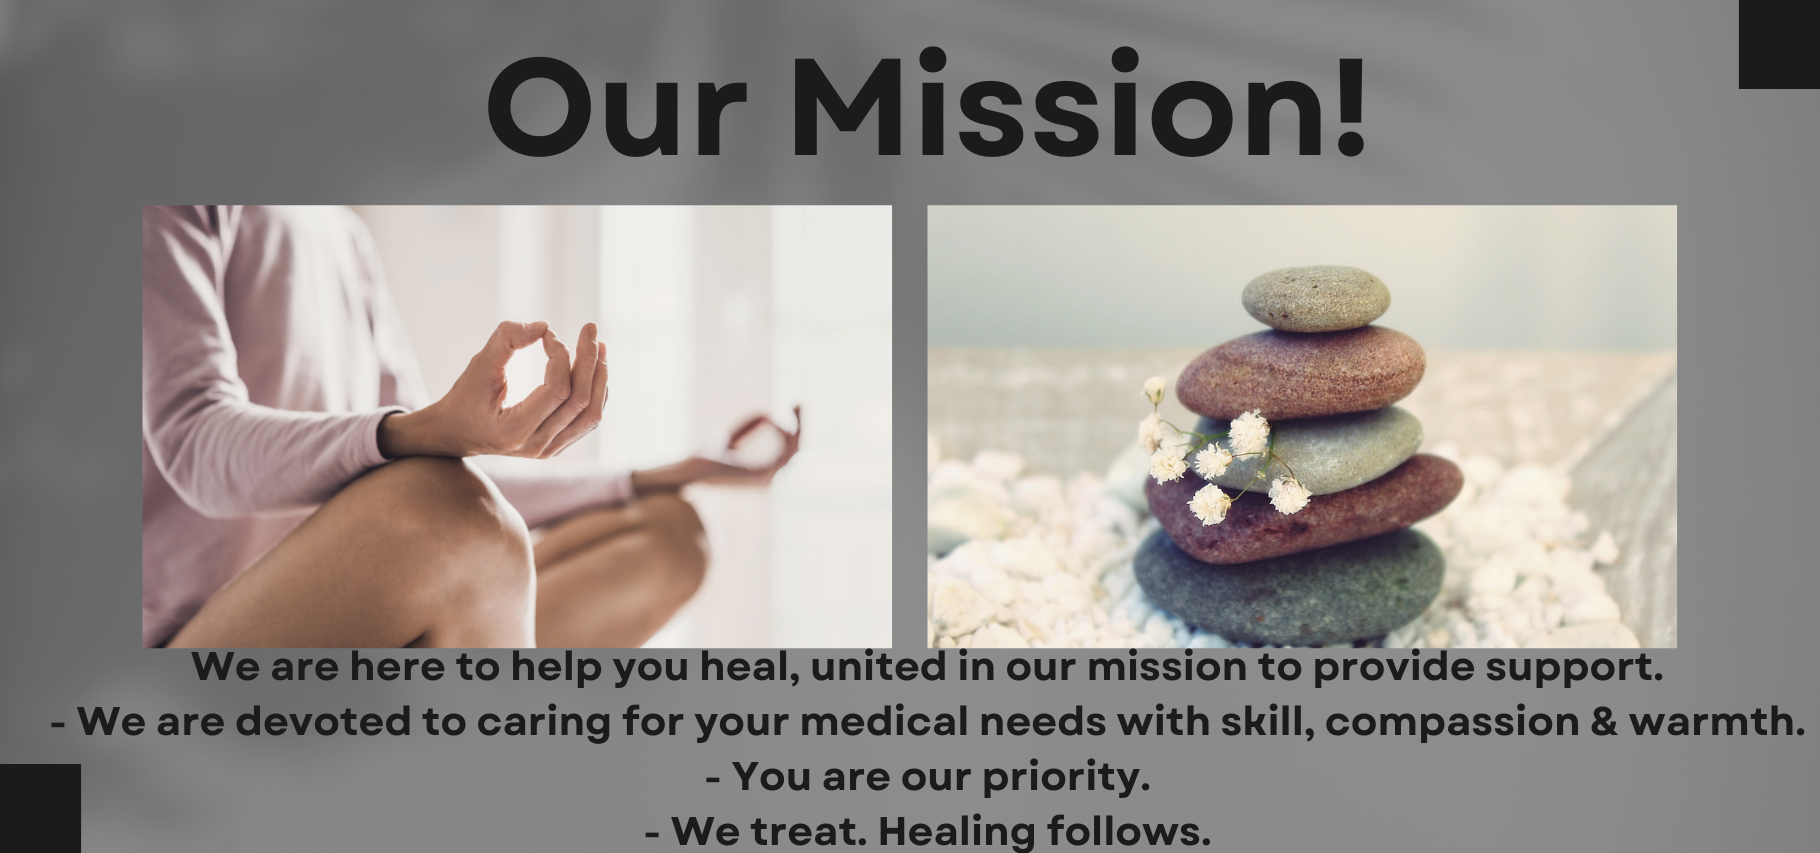 Our Mission!
We are here to help you heal, united in our mission to provide support.
- We are devoted to caring for your medical needs with skill, compassion & warmth.
- You are our priority.
- We treat. Healing follows.